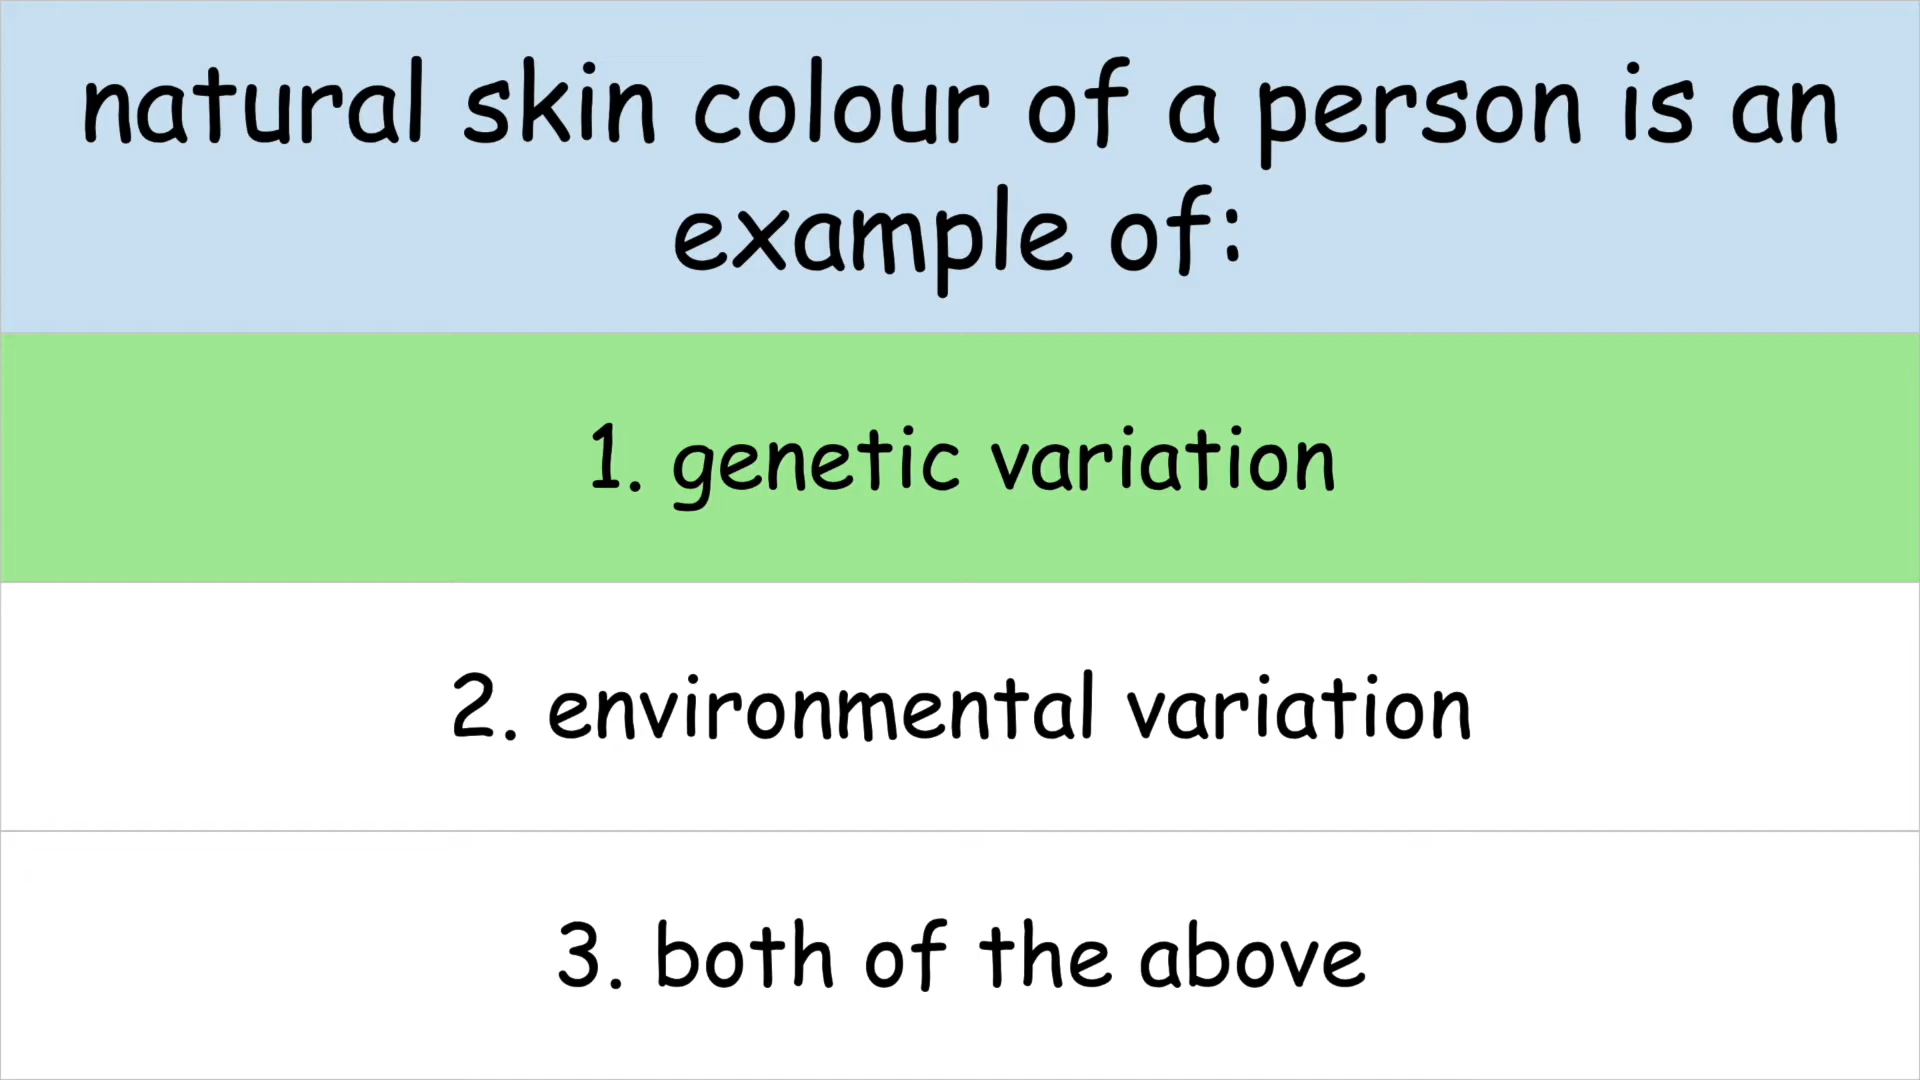 natural skin colour of a person is an
example of:
1. genetic variation
2. environmental variation
3. both of the above